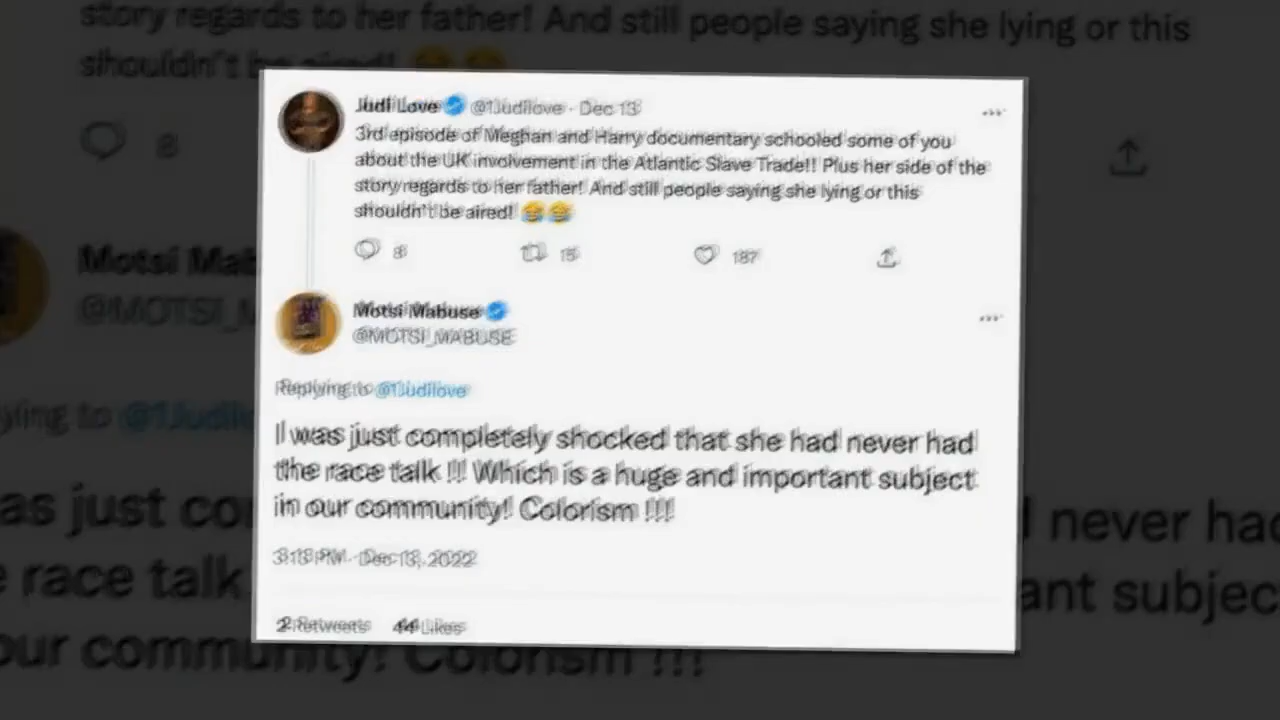 story regards to her father! And still people saying she lying or this
shouldn't be aired! 😂😂
8
Motsi Mab
@MOTSI_M
ying to @1Judilo
as just co
never had
e race talk
ant subjec
our community! Colorism !!!
Judi Love @1Judilove · Dec 13
3rd episode of Meghan and Harry documentary schooled some of you
about the UK involvement in the Atlantic Slave Trade!! Plus her side of the
story regards to her father! And still people saying she lying or this
shouldn't be aired! 😂😂
8 15 187
Motsi Mabuse
@MOTSI_MABUSE
Replying to @1Judilove
I was just completely shocked that she had never had
the race talk !!! Which is a huge and important subject
in our community! Colorism !!!
3:18 PM · Dec 13, 2022
2 Retweets 44 Likes